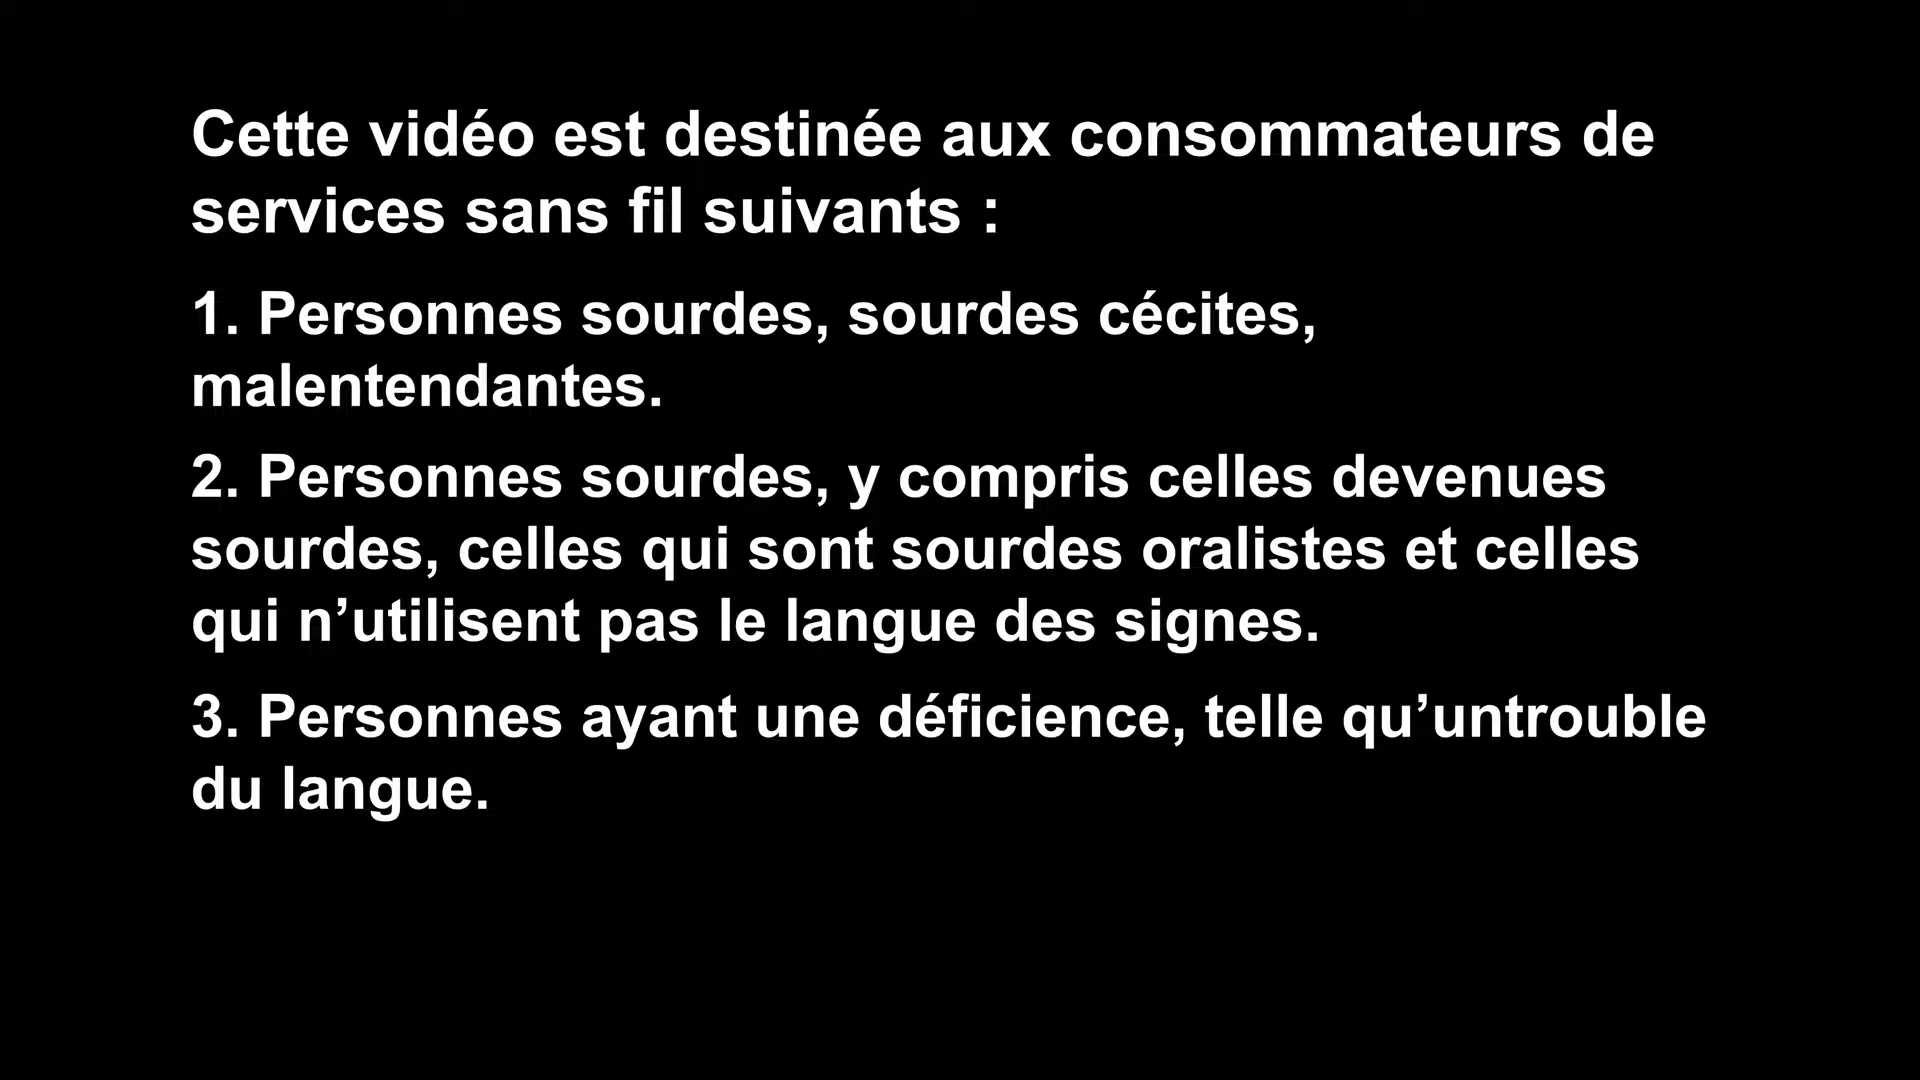 Cette vidéo est destinée aux consommateurs de
services sans fil suivants :
1. Personnes sourdes, sourdes cécites,
malentendantes.
2. Personnes sourdes, y compris celles devenues
sourdes, celles qui sont sourdes oralistes et celles
qui n’utilisent pas le langue des signes.
3. Personnes ayant une déficience, telle qu’untrouble
du langue.